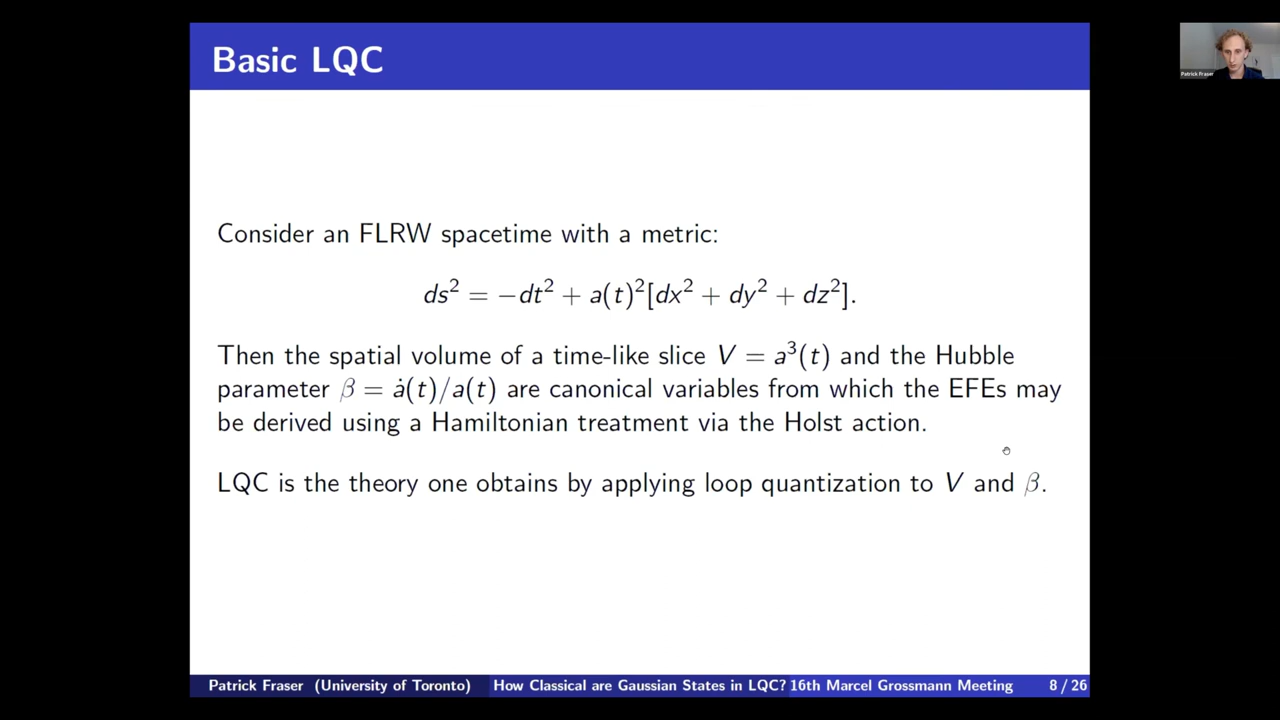 Basic LQC
Patrick Fraser
Consider an FLRW spacetime with a metric:
ds² = −dt² + a(t)²[dx² + dy² + dz²].
Then the spatial volume of a time-like slice V = a³(t) and the Hubble
parameter β = ȧ(t)/a(t) are canonical variables from which the EFEs may
be derived using a Hamiltonian treatment via the Holst action.
LQC is the theory one obtains by applying loop quantization to V and β.
Patrick Fraser (University of Toronto) How Classical are Gaussian States in LQC? 16th Marcel Grossmann Meeting 8 / 26